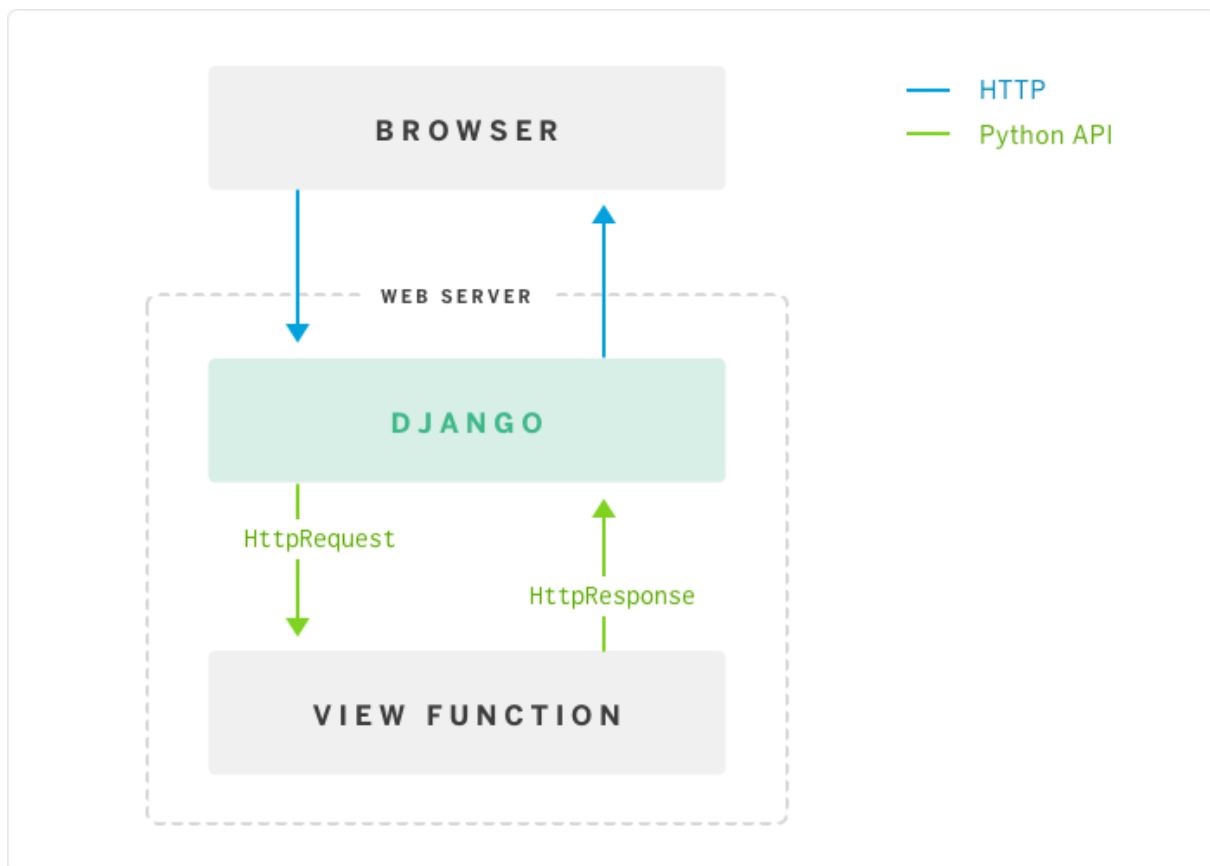 BROWSER
HTTP
Python API
WEB SERVER
DJANGO
HttpRequest
HttpResponse
VIEW FUNCTION